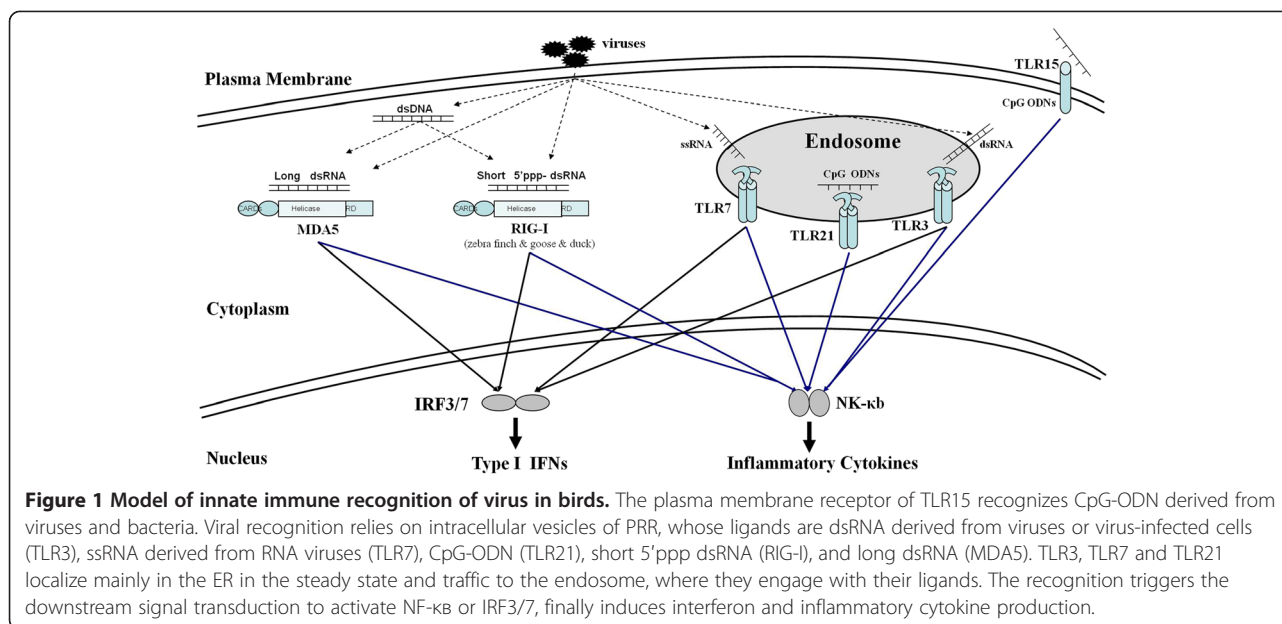 viruses
Plasma Membrane
TLR15
CpG ODNs
dsDNA
ssRNA
Endosome
dsRNA
Long dsRNA
Short 5'ppp- dsRNA
CpG ODNs
CARDs
Helicase
RD
CARDs
Helicase
RD
TLR7
TLR21
TLR3
MDA5
RIG-I
(zebra finch & goose & duck)
Cytoplasm
IRF3/7
NK-κb
Nucleus
Type I IFNs
Inflammatory Cytokines
Figure 1 Model of innate immune recognition of virus in birds. The plasma membrane receptor of TLR15 recognizes CpG-ODN derived from
viruses and bacteria. Viral recognition relies on intracellular vesicles of PRR, whose ligands are dsRNA derived from viruses or virus-infected cells
(TLR3), ssRNA derived from RNA viruses (TLR7), CpG-ODN (TLR21), short 5'ppp dsRNA (RIG-I), and long dsRNA (MDA5). TLR3, TLR7 and TLR21
localize mainly in the ER in the steady state and traffic to the endosome, where they engage with their ligands. The recognition triggers the
downstream signal transduction to activate NF-κB or IRF3/7, finally induces interferon and inflammatory cytokine production.